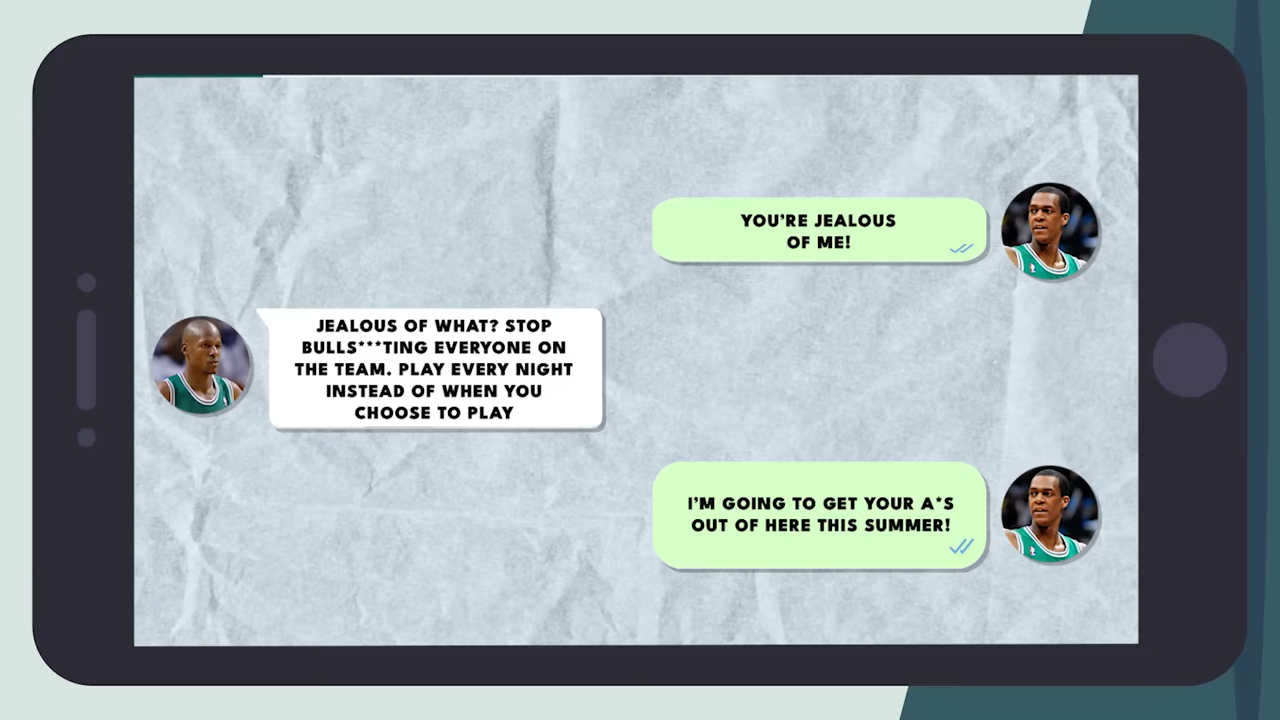 YOU'RE JEALOUS
OF ME!
JEALOUS OF WHAT? STOP
BULLS***TING EVERYONE ON
THE TEAM. PLAY EVERY NIGHT
INSTEAD OF WHEN YOU
CHOOSE TO PLAY
I'M GOING TO GET YOUR A*S
OUT OF HERE THIS SUMMER!